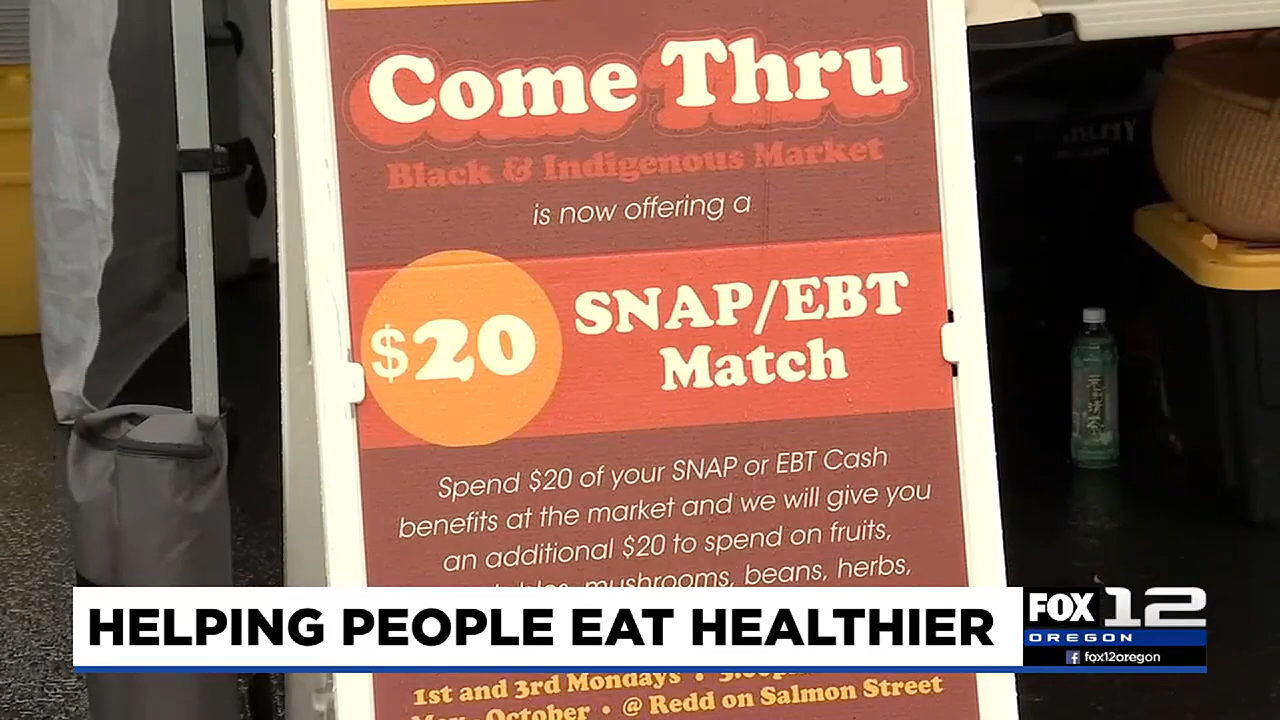 Come Thru
Black & Indigenous Market
is now offering a
$20
SNAP/EBT
Match
Spend $20 of your SNAP or EBT Cash
benefits at the market and we will give you
an additional $20 to spend on fruits,
mushrooms, beans, herbs,
HELPING PEOPLE EAT HEALTHIER
FOX 12
OREGON
fox12oregon
1st and 3rd Mondays •
October • @ Redd on Salmon Street